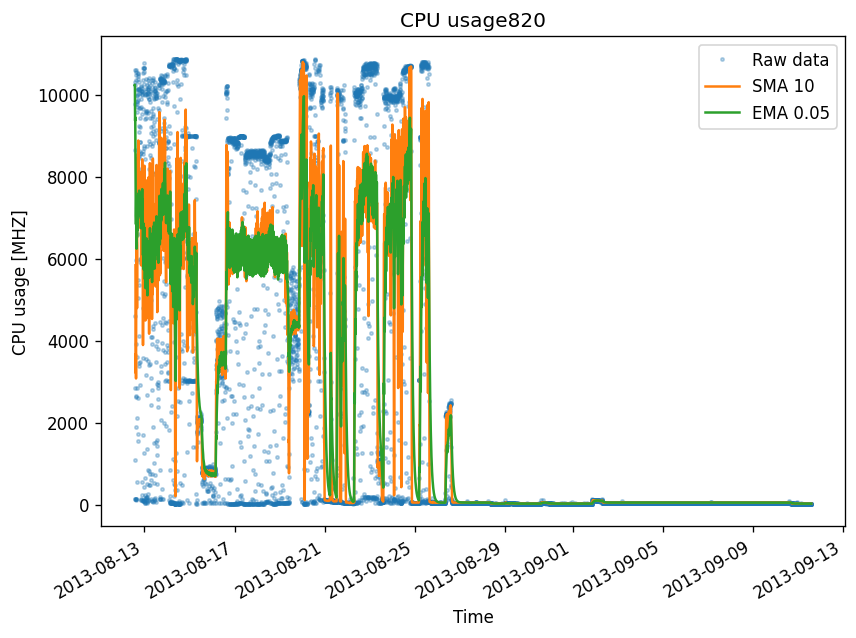 CPU usage820
Raw data
SMA 10
EMA 0.05
CPU usage [MHZ]
10000
8000
6000
4000
2000
0
2013-08-13
2013-08-17
2013-08-21
2013-08-25
2013-08-29
2013-09-01
2013-09-05
2013-09-09
2013-09-13
Time